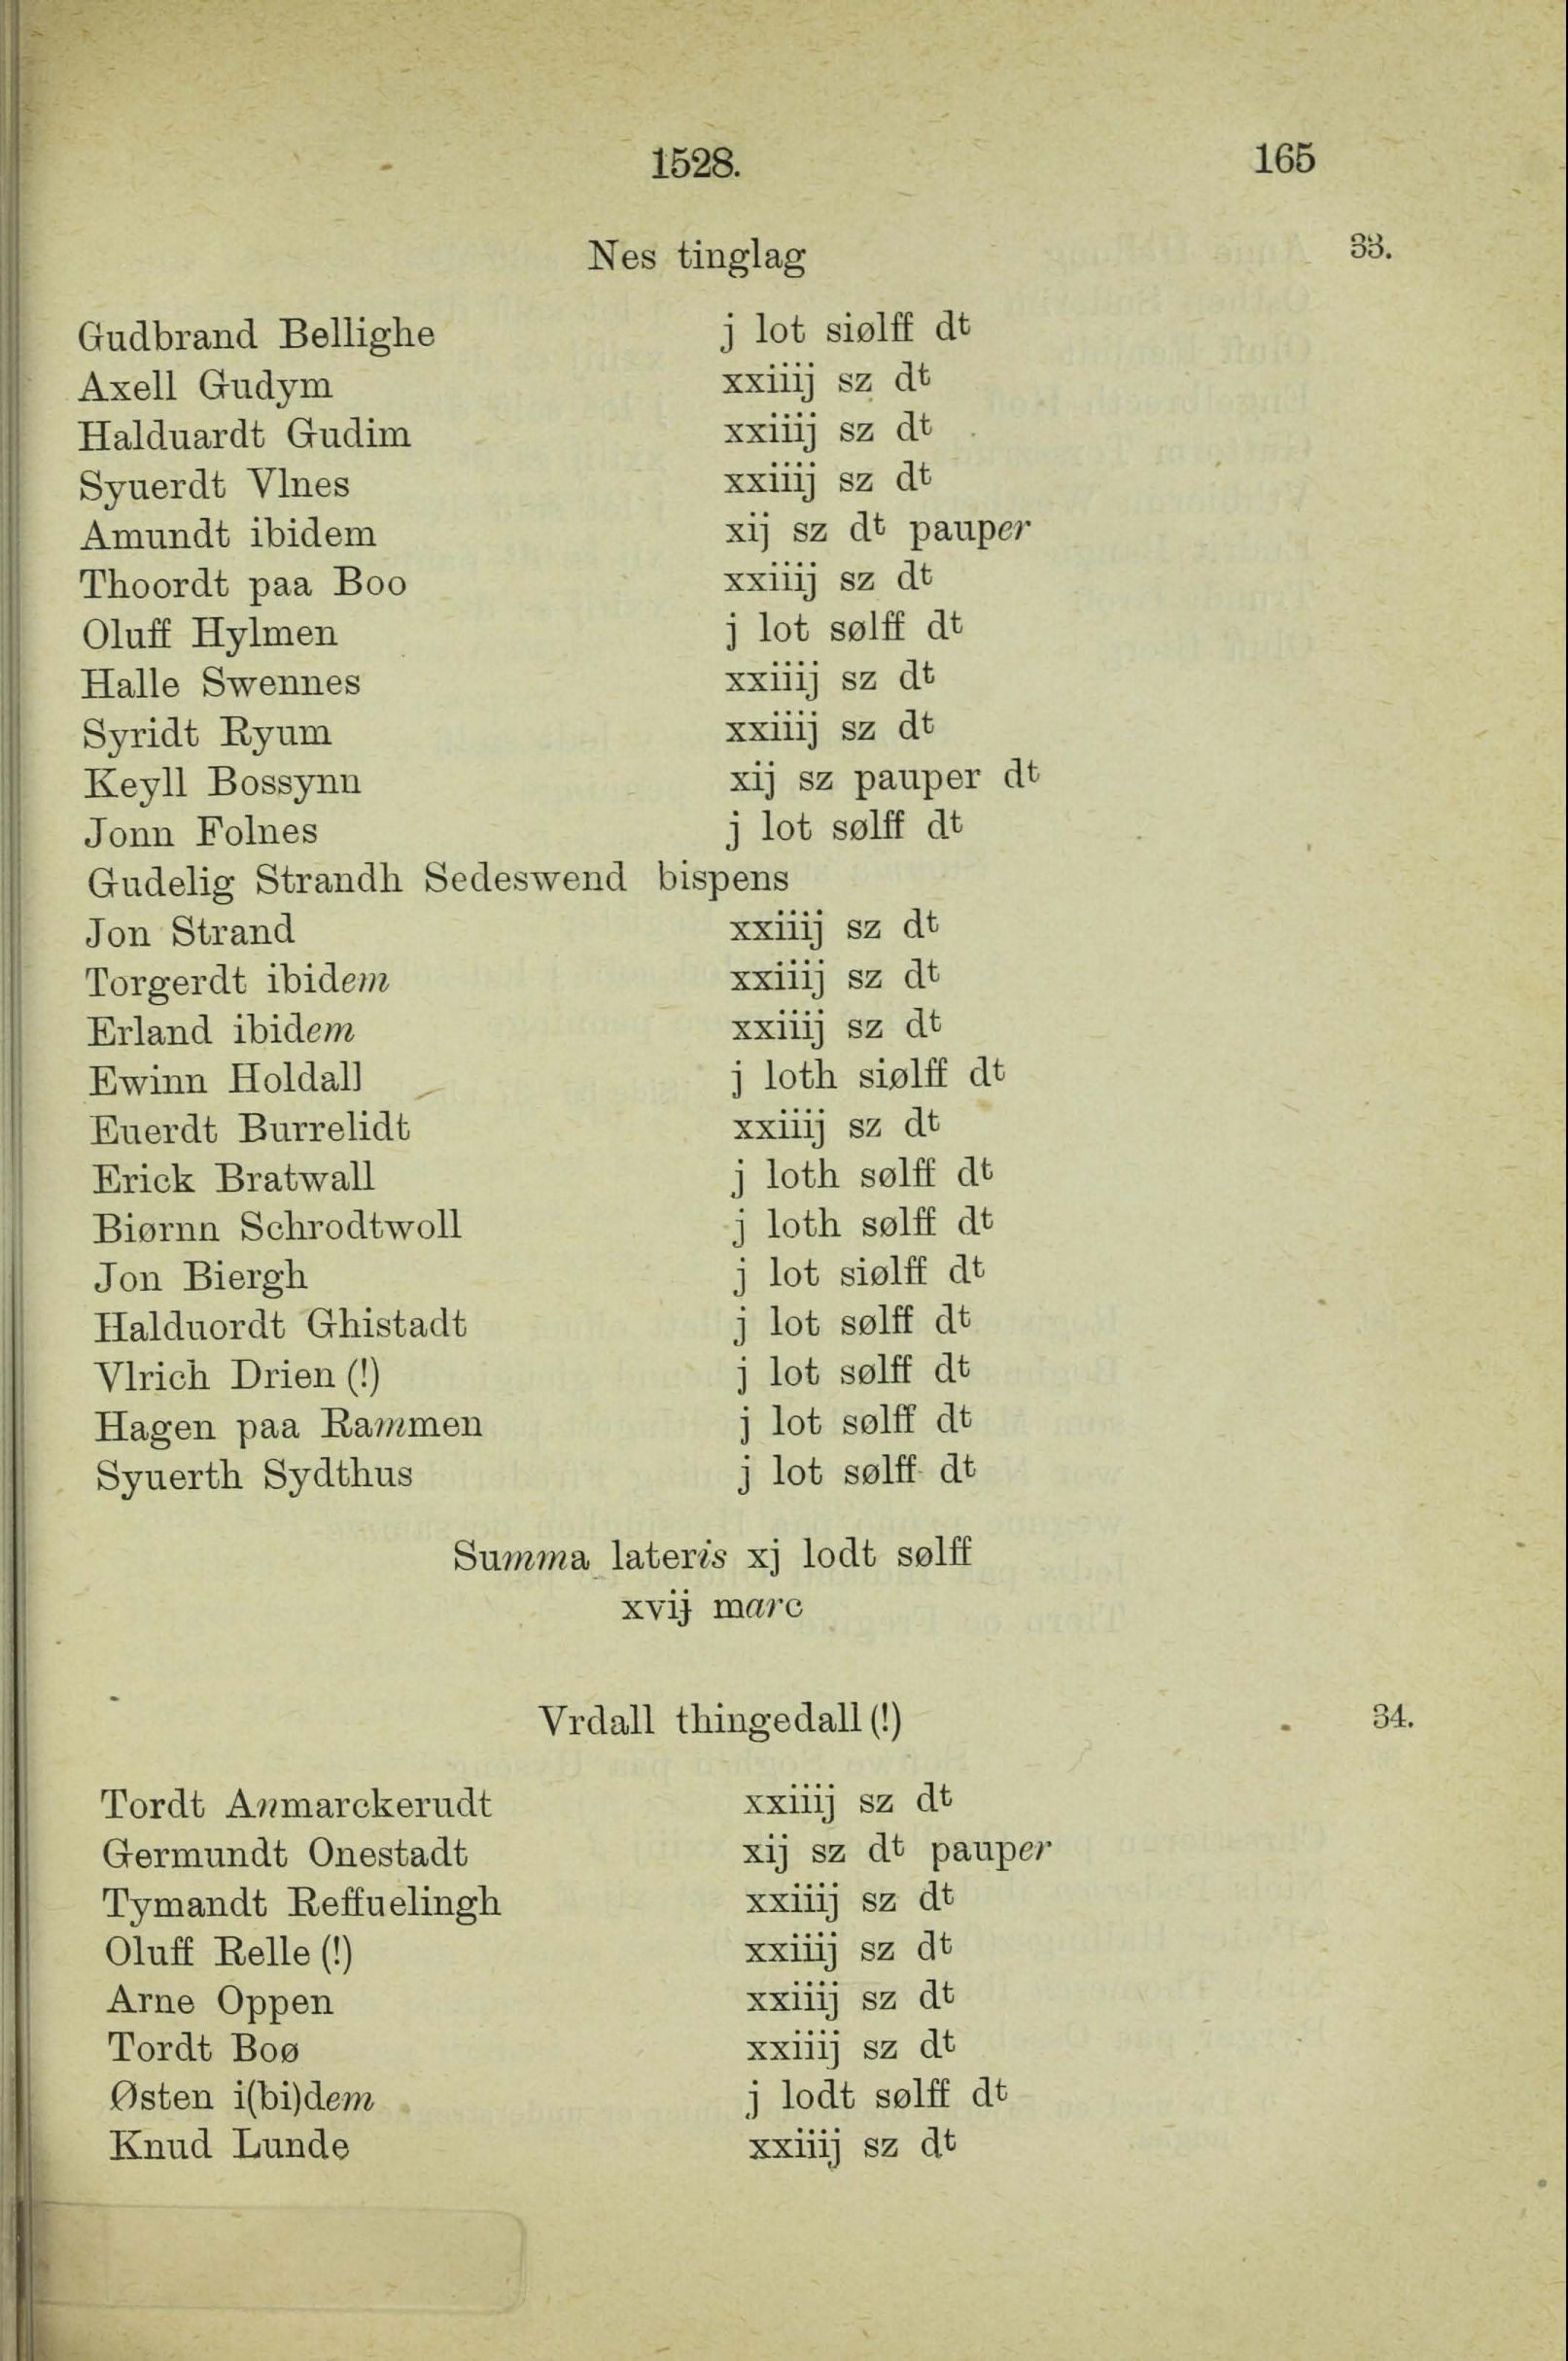 1528. 165
Nes tinglag 33.
Gudbrand Bellighe j lot siølff dt
Axell Gudym xxiiij sz dt
Halduardt Gudim xxiiij sz dt
Syuerdt Vlnes xxiiij sz dt
Amundt ibidem xij sz dt pauper
Thoordt paa Boo xxiiij sz dt
Oluff Hylmen j lot sølff dt
Halle Swennes xxiiij sz dt
Syridt Ryum xxiiij sz dt
Keyll Bossynn xij sz pauper dt
Jonn Folnes j lot sølff dt
Gudelig Strandh Sedeswend bispens
Jon Strand xxiiij sz dt
Torgerdt ibidem xxiiij sz dt
Erland ibidem xxiiij sz dt
Ewinn Holdall j loth siølff dt
Euerdt Burrelidt xxiiij sz dt
Erick Bratwall j loth sølff dt
Biørnn Schrodtwoll j loth sølff dt
Jon Biergh j lot siølff dt
Halduordt Ghistadt j lot sølff dt
Vlrich Drien (!) j lot sølff dt
Hagen paa Rammen j lot sølff dt
Syuerth Sydthus j lot sølff dt
Summa lateris xj lodt sølff
xvij marc
Vrdall thingedall (!) 34.
Tordt Anmarckerudt xxiiij sz dt
Germundt Onestadt xij sz dt pauper
Tymandt Reffuelingh xxiiij sz dt
Oluff Relle (!) xxiiij sz dt
Arne Oppen xxiiij sz dt
Tordt Boø xxiiij sz dt
Østen i(bi)dem j lodt sølff dt
Knud Lunde xxiiij sz dt